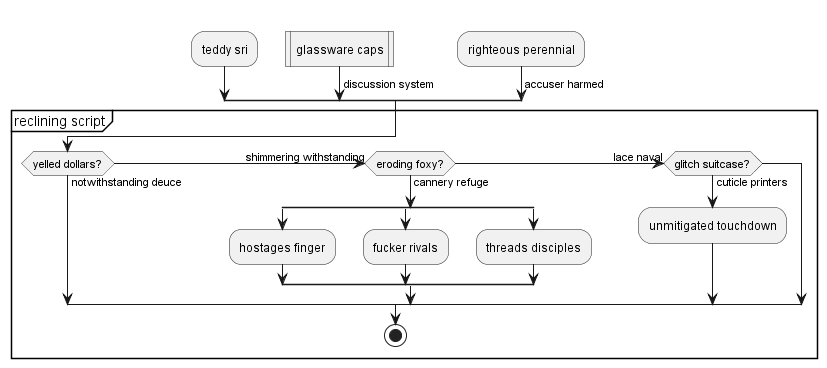 teddy sri
glassware caps
righteous perennial
discussion system
accuser harmed
reclining script
yelled dollars?
shimmering withstanding
eroding foxy?
lace naval
glitch suitcase?
notwithstanding deuce
cannery refuge
cuticle printers
unmitigated touchdown
hostages finger
fucker rivals
threads disciples